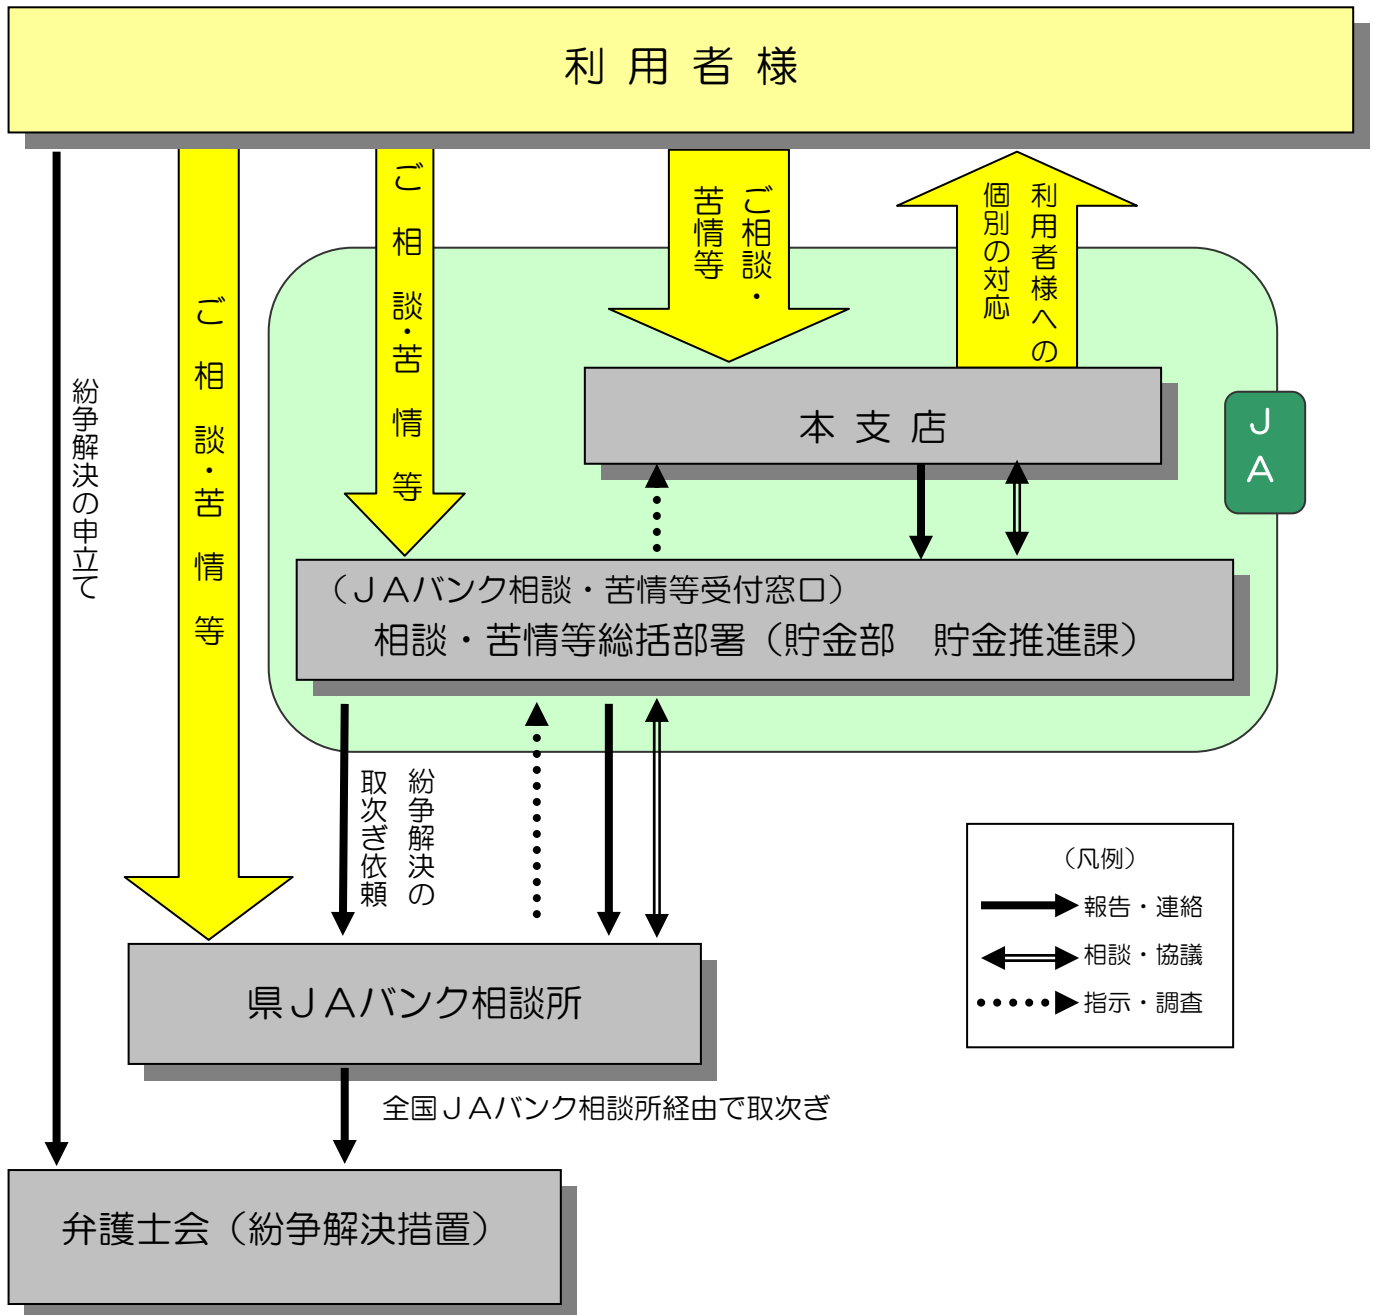 利用者様
紛争解決の申立て
ご相談・苦情等
ご相談・苦情等
ご相談・
苦情等
利用者様への
個別の対応
本支店
JA
(JAバンク相談・苦情等受付窓口)
相談・苦情等総括部署(貯金部 貯金推進課)
紛争解決の
取次ぎ依頼
(凡例)
報告・連絡
相談・協議
指示・調査
県JAバンク相談所
全国JAバンク相談所経由で取次ぎ
弁護士会(紛争解決措置)